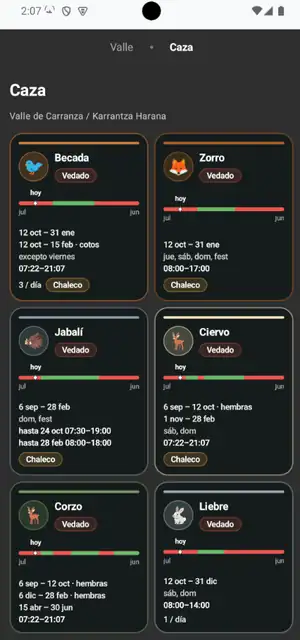 2:07
Valle • Caza
Caza
Valle de Carranza / Karrantza Harana
Becada
Vedado
hoy
jul jun
12 oct – 31 ene
12 oct – 15 feb · cotos
excepto viernes
07:22–21:07
3 / día Chaleco
Zorro
Vedado
hoy
jul jun
12 oct – 31 ene
jue, sáb, dom, fest
08:00–17:00
Chaleco
Jabalí
Vedado
hoy
jul jun
6 sep – 28 feb
dom, fest
hasta 24 oct 07:30–19:00
hasta 28 feb 08:00–18:00
Chaleco
Ciervo
Vedado
hoy
jul jun
6 sep – 12 oct · hembras
1 nov – 28 feb
sáb, dom
07:22–21:07
Chaleco
Corzo
Vedado
hoy
jul jun
6 sep – 12 oct · hembras
6 dic – 28 feb · hembras
15 abr – 30 jun
07:22–21:07
Liebre
Vedado
hoy
jul jun
12 oct – 31 dic
sáb, dom
08:00–14:00
1 / día